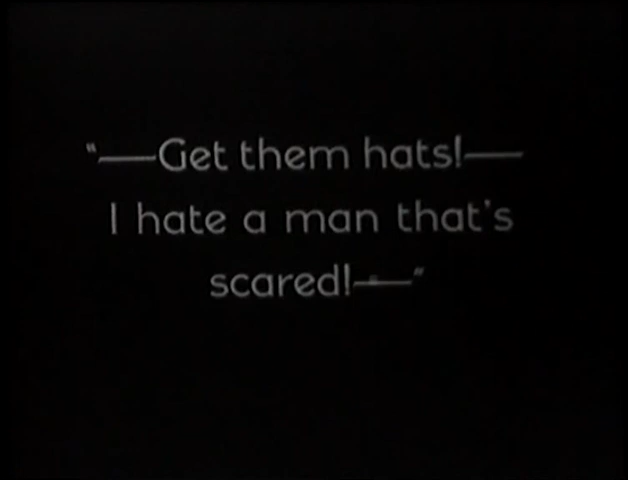 "—Get them hats!—
I hate a man that's
scared!—"